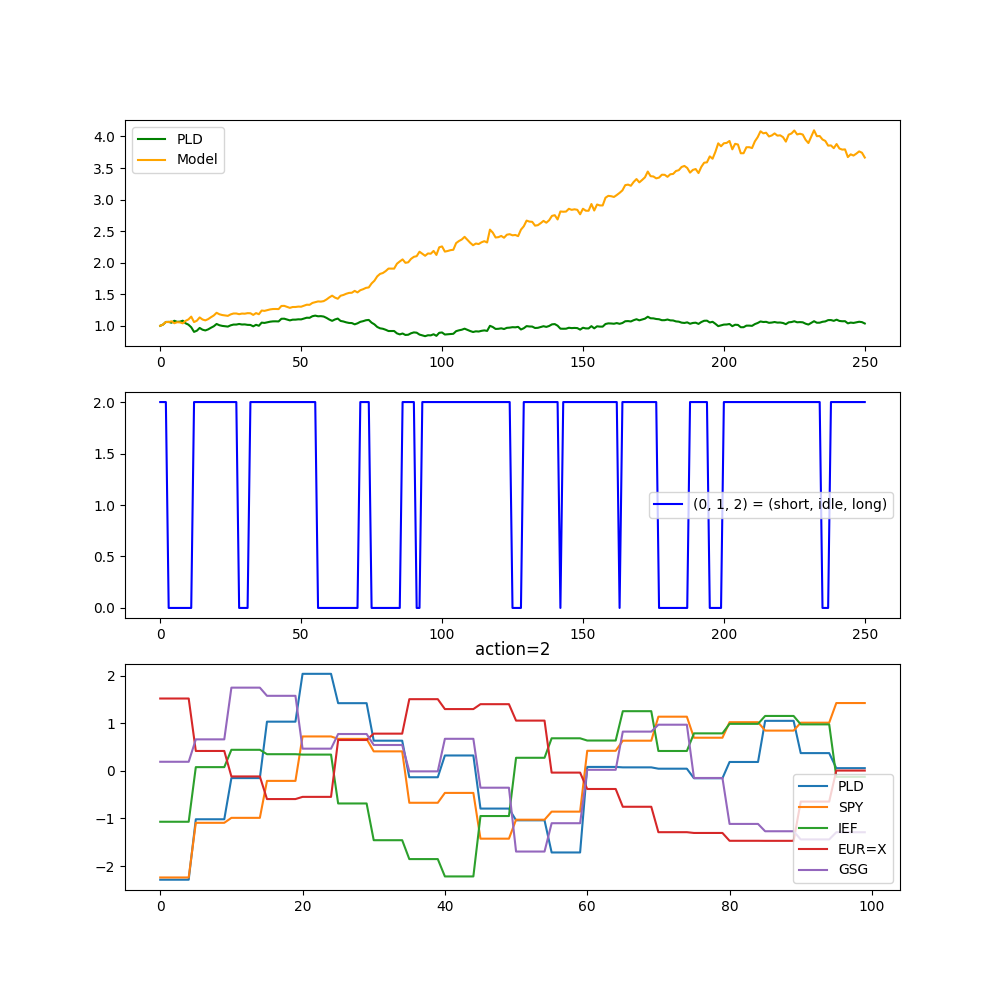 4.0
3.5
3.0
2.5
2.0
1.5
1.0
PLD
Model
0 50 100 150 200 250
2.0
1.5
1.0
0.5
0.0
(0, 1, 2) = (short, idle, long)
0 50 100 150 200 250
action=2
2
1
0
−1
−2
PLD
SPY
IEF
EUR=X
GSG
0 20 40 60 80 100